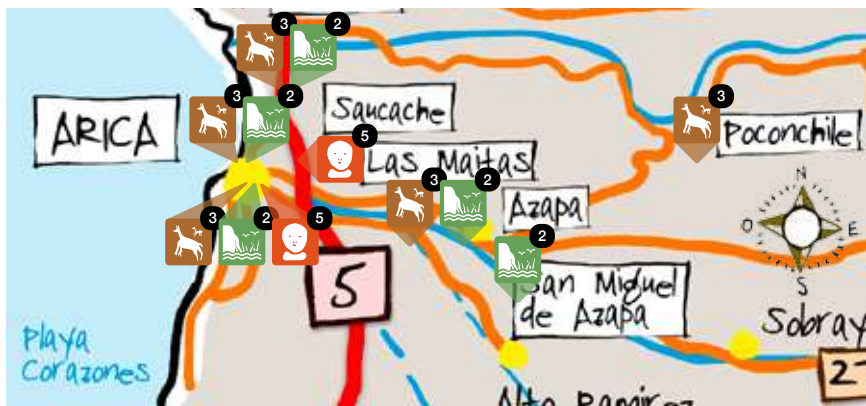 3
2
3
2
Saucache
ARICA
5
3
Poconchile
Las Maitas
3
2
Azapa
N
O
E
S
3
2
5
2
5
San Miguel
de Azapa
Sobray
Playa
Corazones
27
Alto Ramirez